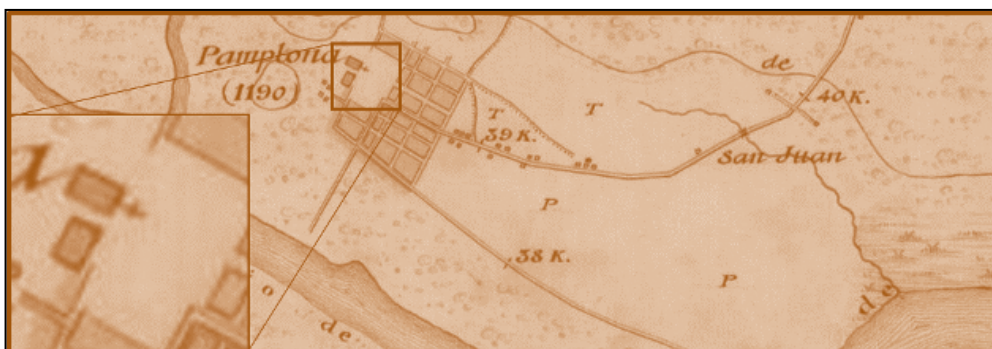 Pamplona
(1190)
de
40 K.
T
T
39 K.
San Juan
P
38 K.
P
de
o
de
a